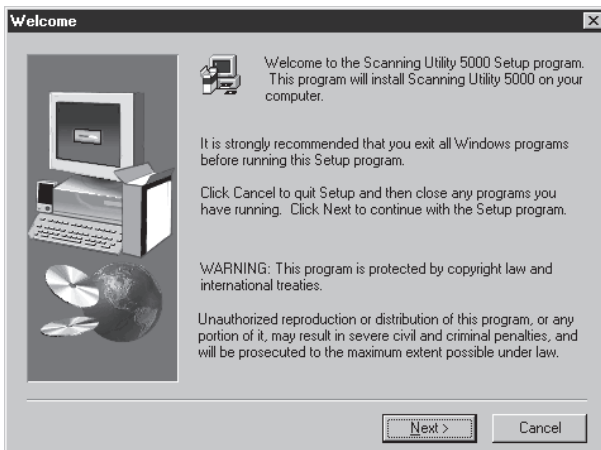 Welcome
Welcome to the Scanning Utility 5000 Setup program.
This program will install Scanning Utility 5000 on your
computer.
It is strongly recommended that you exit all Windows programs
before running this Setup program.
Click Cancel to quit Setup and then close any programs you
have running. Click Next to continue with the Setup program.
WARNING: This program is protected by copyright law and
international treaties.
Unauthorized reproduction or distribution of this program, or any
portion of it, may result in severe civil and criminal penalties, and
will be prosecuted to the maximum extent possible under law.
Next >
Cancel